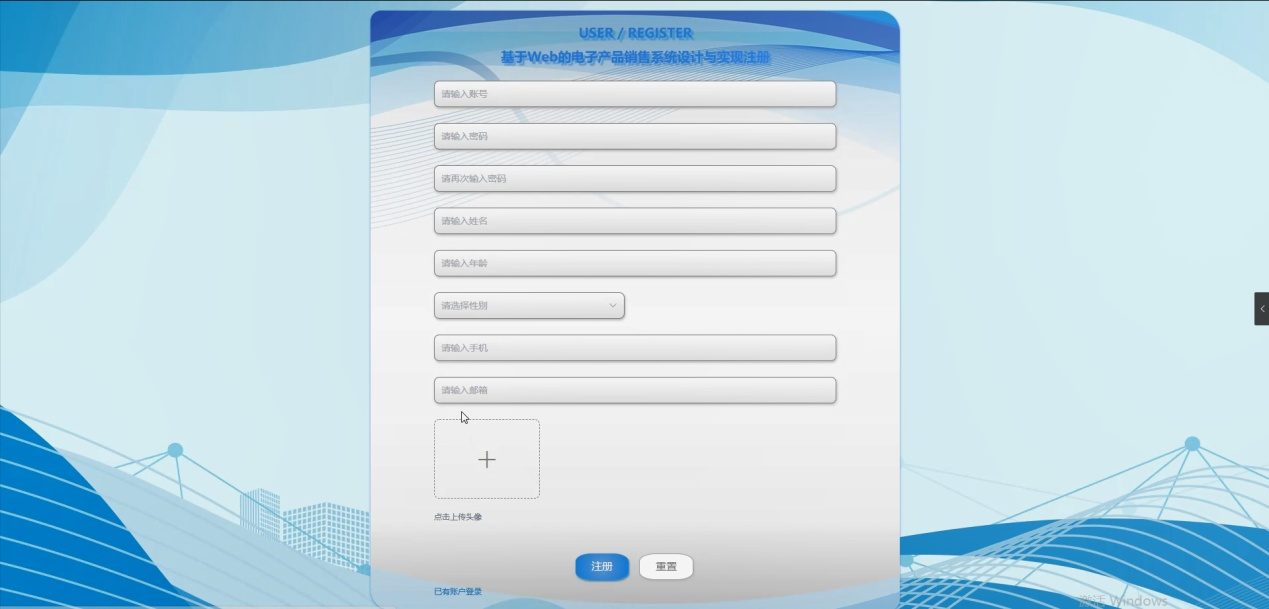 USER / REGISTER
基于Web的电子产品销售系统设计与实现注册
请输入账号
请输入密码
请再次输入密码
请输入姓名
请输入年龄
请选择性别
请输入手机
请输入邮箱
点击上传头像
注册 重置
已有账户登录
激活 Windows